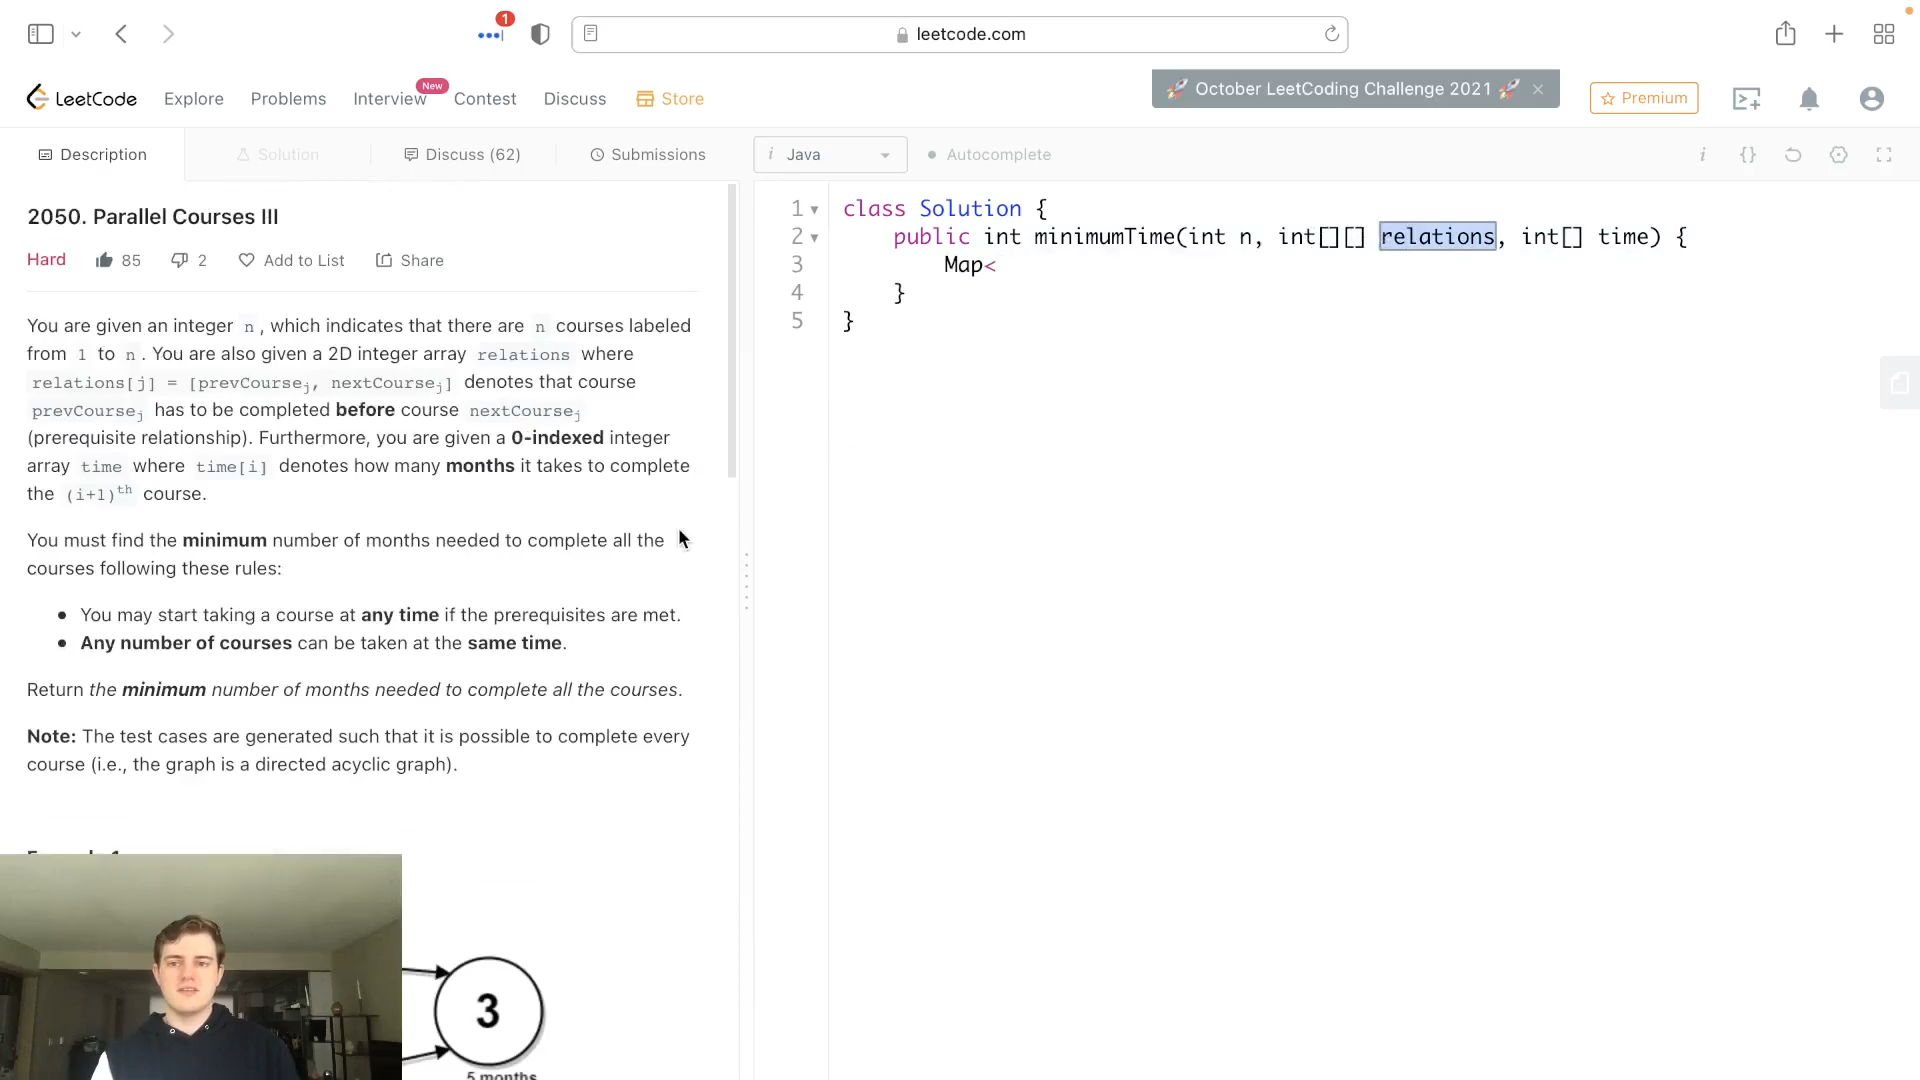 1
leetcode.com
LeetCode Explore Problems Interview New Contest Discuss Store
🚀 October LeetCoding Challenge 2021 🚀 ×
Premium
Description Solution Discuss (62) Submissions
i Java Autocomplete i {}
2050. Parallel Courses III
Hard 85 2 Add to List Share
You are given an integer n, which indicates that there are n courses labeled
from 1 to n. You are also given a 2D integer array relations where
relations[j] = [prevCoursej, nextCoursej] denotes that course
prevCoursej has to be completed before course nextCoursej
(prerequisite relationship). Furthermore, you are given a 0-indexed integer
array time where time[i] denotes how many months it takes to complete
the (i+1)th course.
You must find the minimum number of months needed to complete all the
courses following these rules:
• You may start taking a course at any time if the prerequisites are met.
• Any number of courses can be taken at the same time.
Return the minimum number of months needed to complete all the courses.
Note: The test cases are generated such that it is possible to complete every
course (i.e., the graph is a directed acyclic graph).
3
5 months
1 class Solution {
2 public int minimumTime(int n, int[][] relations, int[] time) {
3 Map<
4 }
5 }